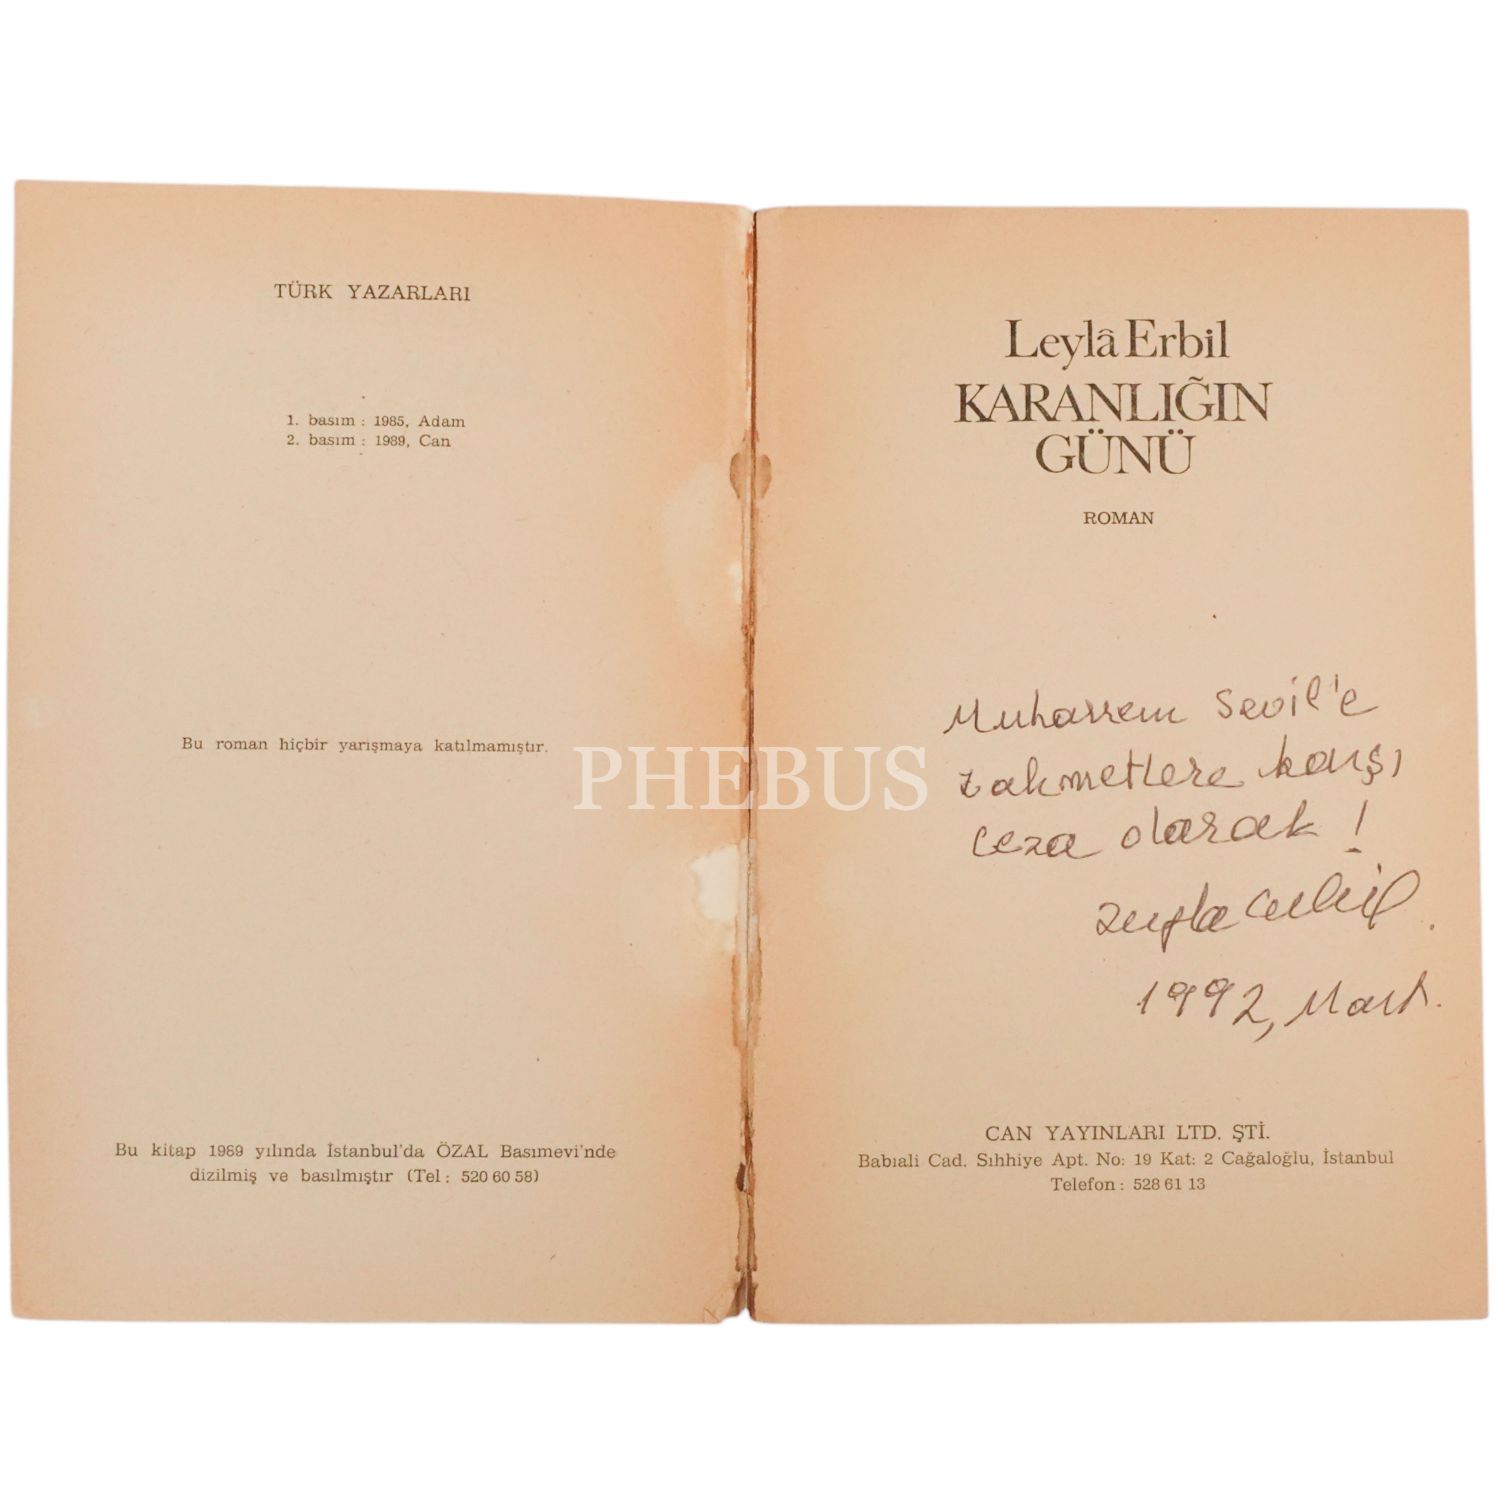 TÜRK YAZARLARI
1. basım : 1985, Adam
2. basım : 1989, Can
Bu roman hiçbir yarışmaya katılmamıştır.
Bu kitap 1989 yılında İstanbul'da ÖZAL Basımevi'nde
dizilmiş ve basılmıştır (Tel : 520 60 58)
Leylâ Erbil
KARANLIĞIN
GÜNÜ
ROMAN
Muharrem Sevil'e
zahmetlere karşı
ceza olarak !
Leyla Erbil.
1992, Mart.
CAN YAYINLARI LTD. ŞTİ.
Babıali Cad. Sıhhiye Apt. No: 19 Kat: 2 Cağaloğlu, İstanbul
Telefon : 528 61 13
PHEBUS